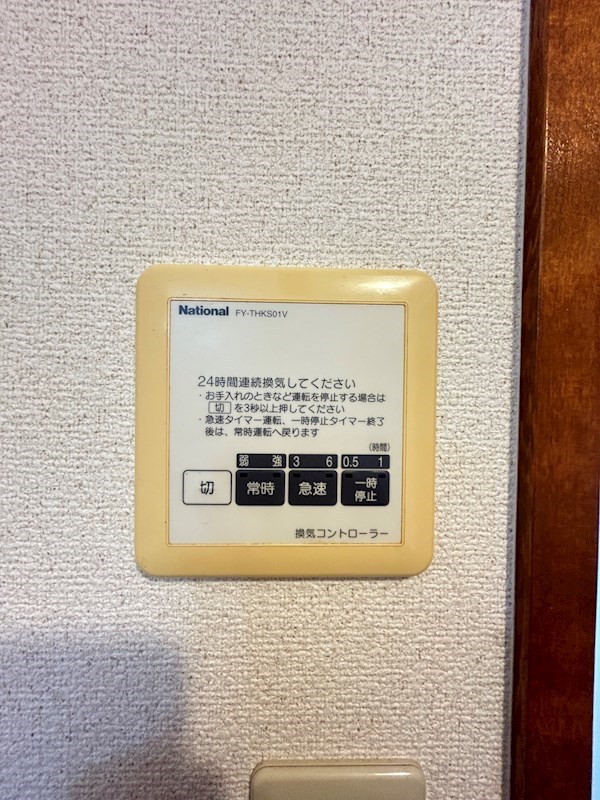 National FY-THKS01V
24時間連続換気してください
・お手入れのときなど運転を停止する場合は
切 を3秒以上押してください
・急速タイマー運転、一時停止タイマー終了
後は、常時運転へ戻ります
(時間)
弱 強 3 6 0.5 1
切 常時 急速 一時
停止
換気コントローラー